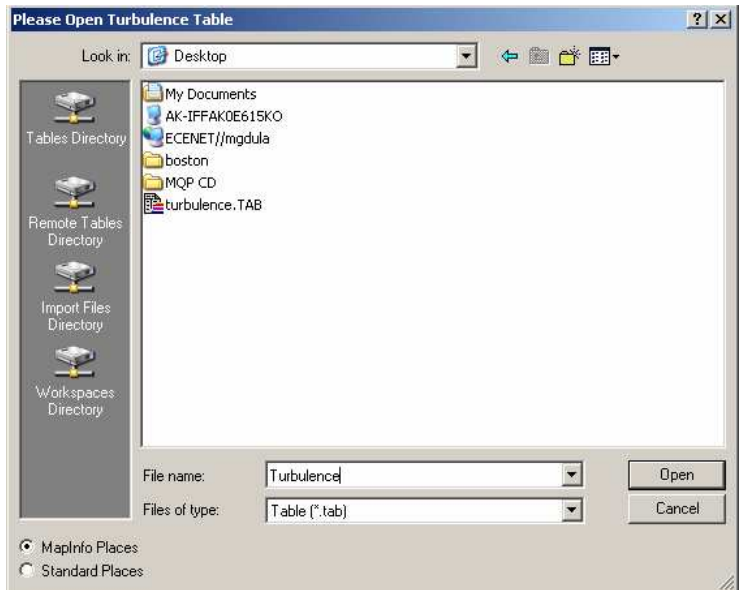 Please Open Turbulence Table
Look in:
Desktop
My Documents
AK-IFFAK0E615KO
ECENET//mgdula
boston
MQP CD
turbulence.TAB
Tables Directory
Remote Tables
Directory
Import Files
Directory
Workspaces
Directory
File name:
Turbulence
Open
Files of type:
Table (*.tab)
Cancel
MapInfo Places
Standard Places